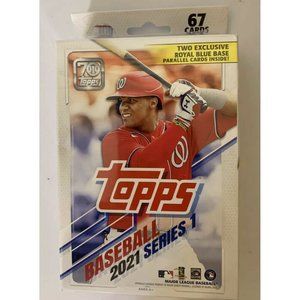 67
CARDS
TWO EXCLUSIVE
ROYAL BLUE BASE
PARALLEL CARDS INSIDE!
70
topps
W
topps
BASEBALL
2021 SERIES 1
MAJOR LEAGUE BASEBALL